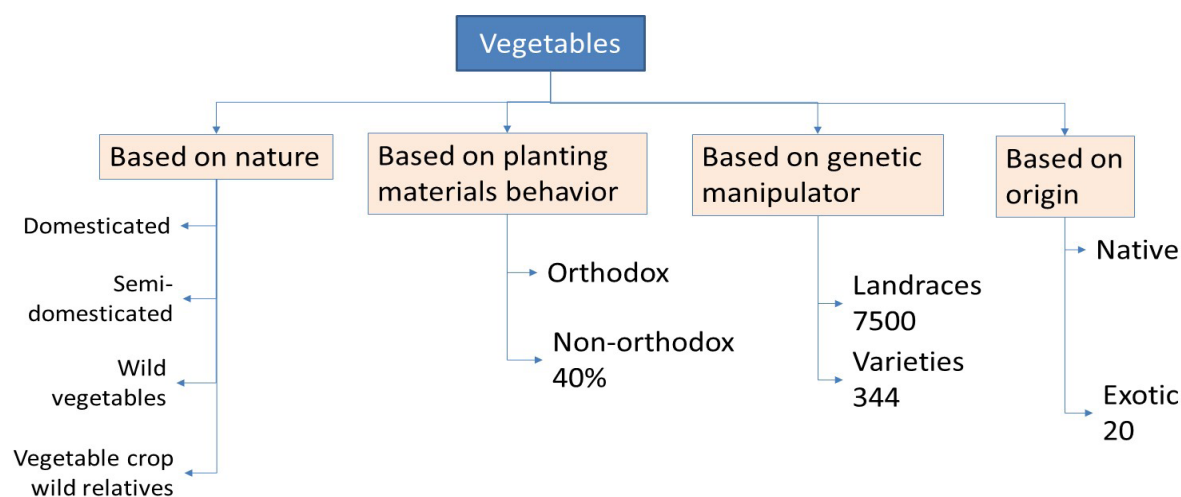 Vegetables
Based on nature
Domesticated
Semi-
domesticated
Wild
vegetables
Vegetable crop
wild relatives
Based on planting
materials behavior
Orthodox
Non-orthodox
40%
Based on genetic
manipulator
Landraces
7500
Varieties
344
Based on
origin
Native
Exotic
20